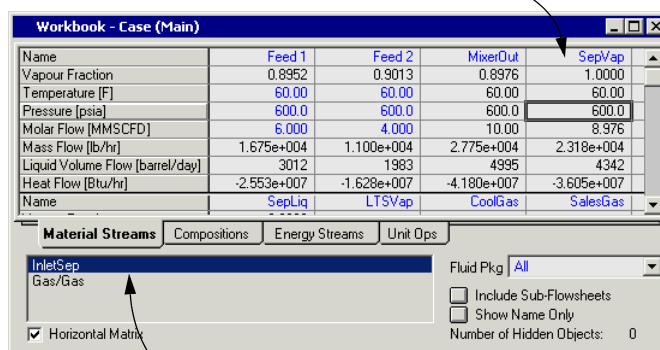 Workbook - Case (Main)
Name Feed 1 Feed 2 MixerOut SepVap
Vapour Fraction 0.8952 0.9013 0.8976 1.0000
Temperature [F] 60.00 60.00 60.00 60.00
Pressure [psia] 600.0 600.0 600.0 600.0
Molar Flow [MMSCFD] 6.000 4.000 10.00 8.976
Mass Flow [lb/hr] 1.675e+004 1.100e+004 2.775e+004 2.318e+004
Liquid Volume Flow [barrel/day] 3012 1983 4995 4342
Heat Flow [Btu/hr] -2.553e+007 -1.628e+007 -4.180e+007 -3.605e+007
Name SepLiq LTSVap CoolGas SalesGas
Material Streams Compositions Energy Streams Unit Ops
InletSep
Gas/Gas
Fluid Pkg All
Include Sub-Flowsheets
Show Name Only
Horizontal Matrix Number of Hidden Objects: 0